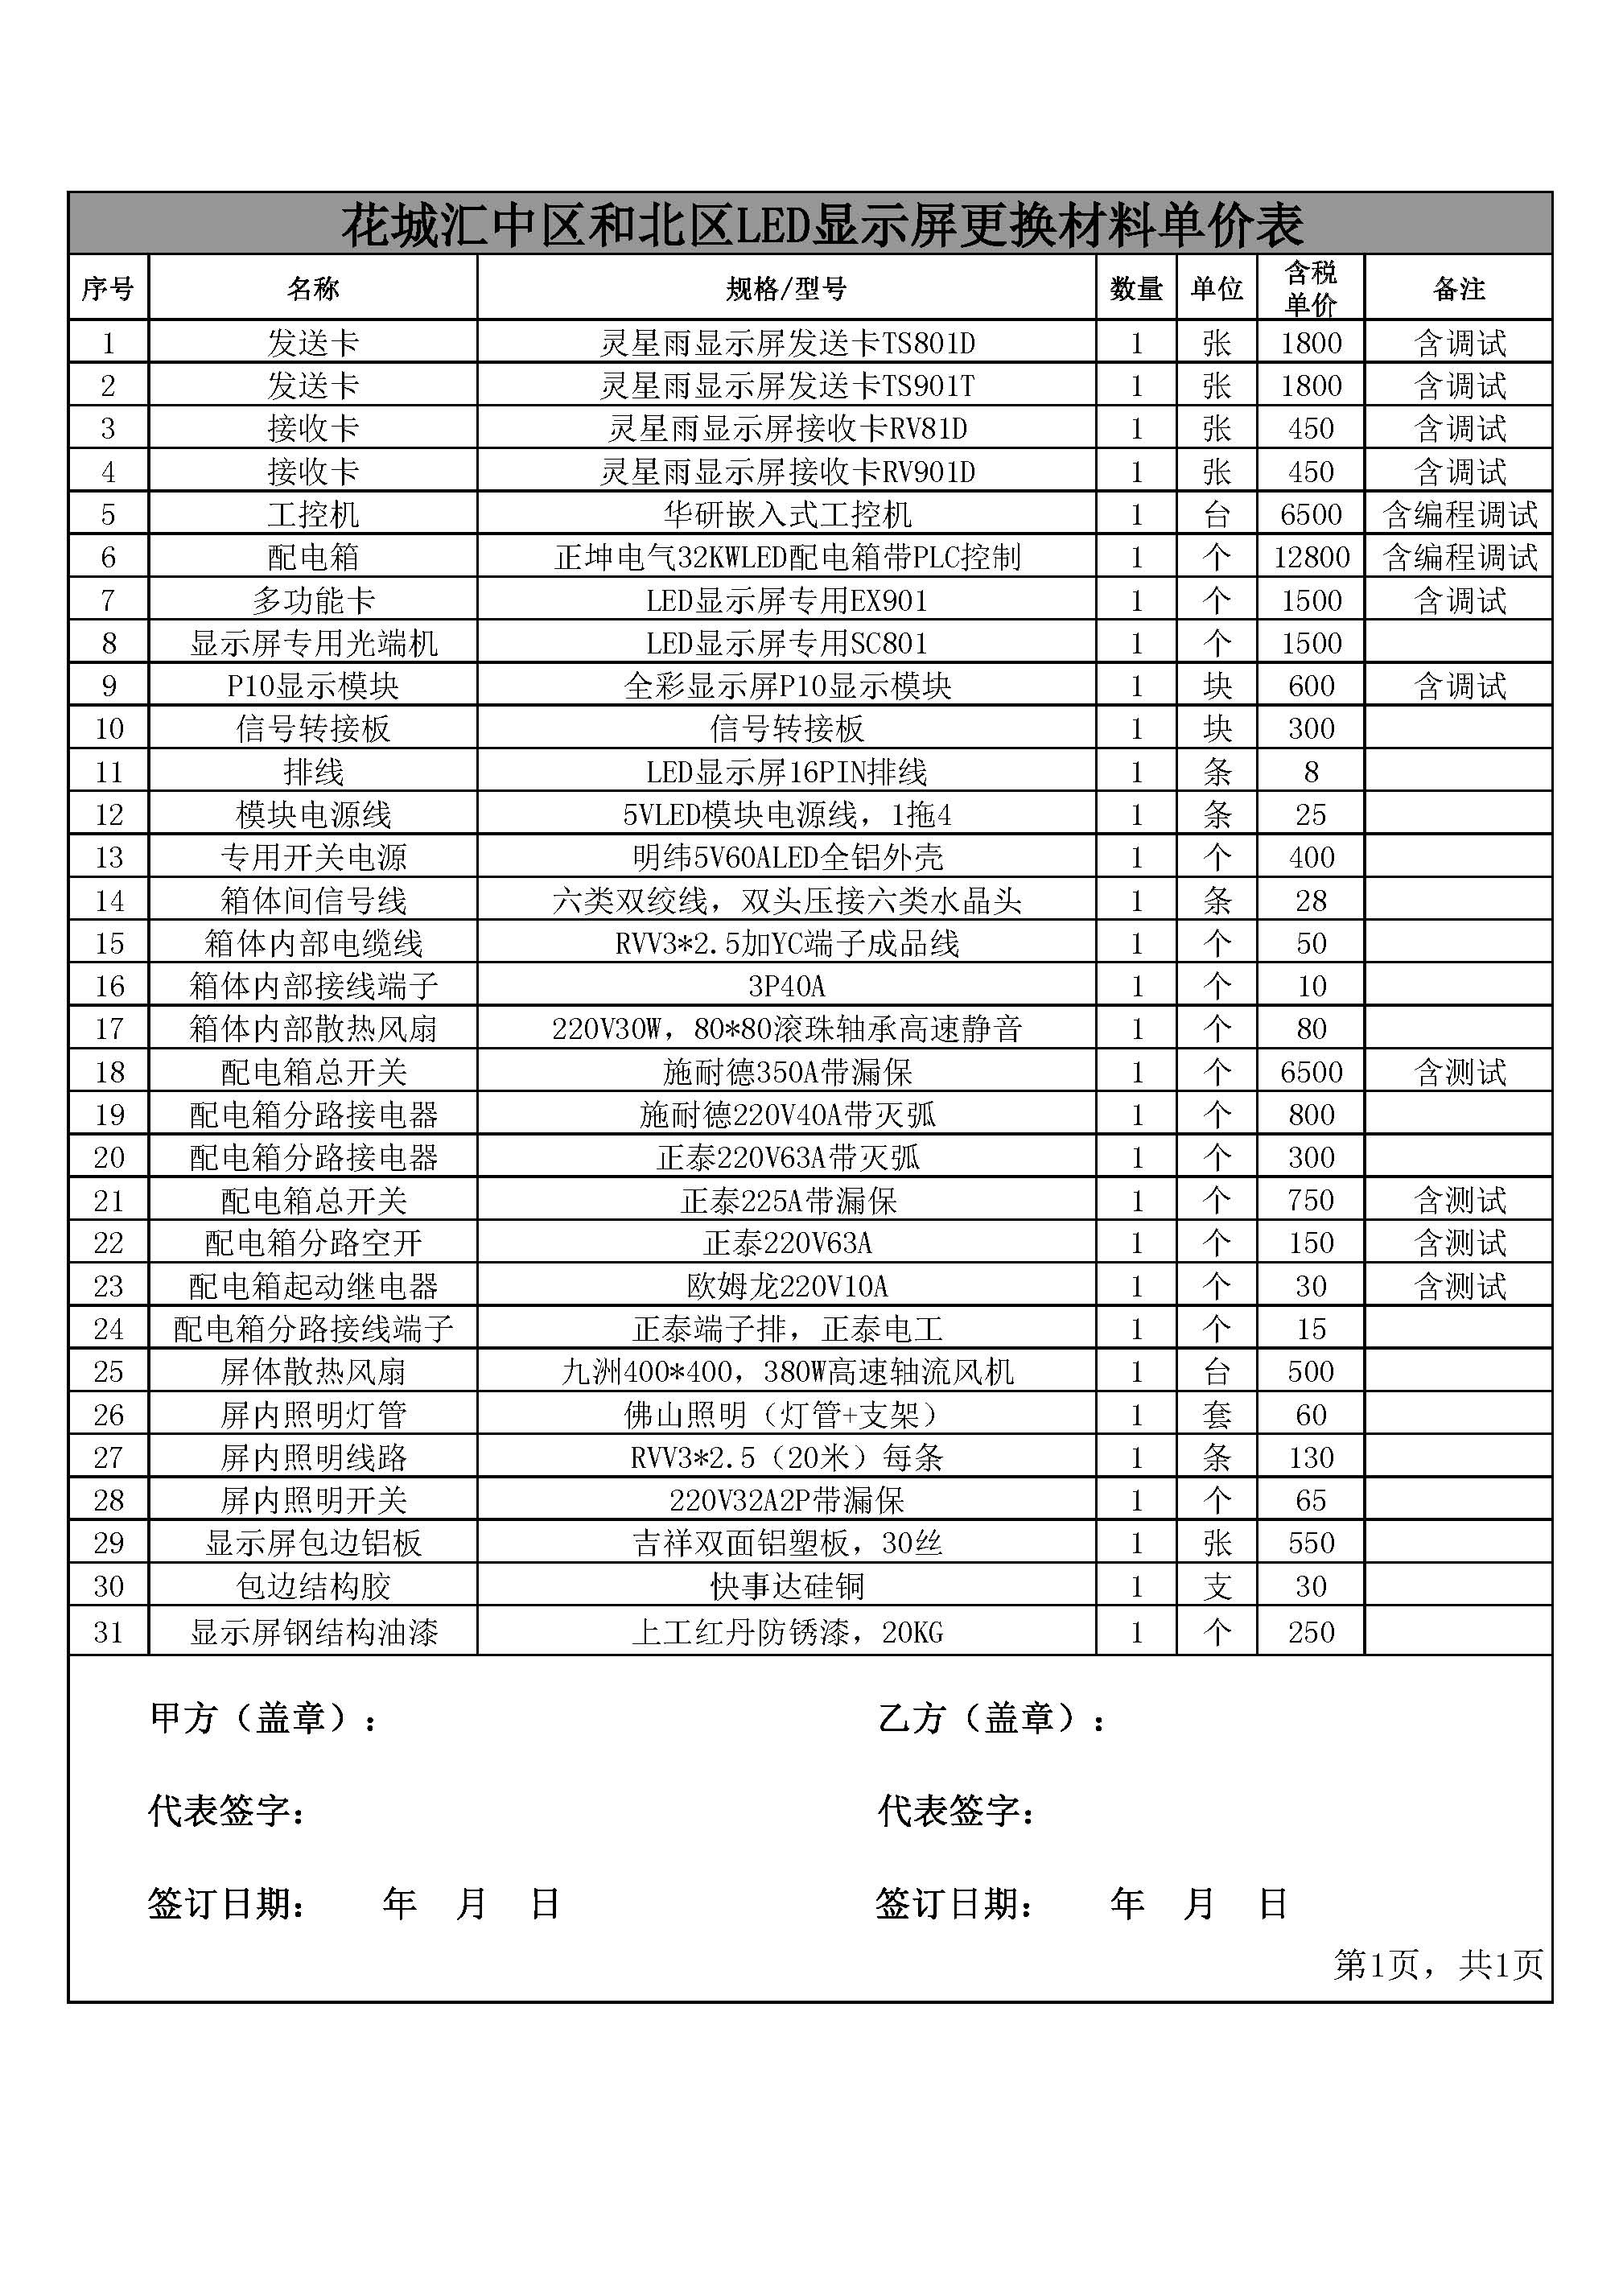 花城汇中区和北区LED显示屏更换材料单价表
序号 名称 规格/型号 数量 单位 含税单价 备注
1 发送卡 灵星雨显示屏发送卡TS801D 1 张 1800 含调试
2 发送卡 灵星雨显示屏发送卡TS901T 1 张 1800 含调试
3 接收卡 灵星雨显示屏接收卡RV81D 1 张 450 含调试
4 接收卡 灵星雨显示屏接收卡RV901D 1 张 450 含调试
5 工控机 华研嵌入式工控机 1 台 6500 含编程调试
6 配电箱 正坤电气32KWLED配电箱带PLC控制 1 个 12800 含编程调试
7 多功能卡 LED显示屏专用EX901 1 个 1500 含调试
8 显示屏专用光端机 LED显示屏专用SC801 1 个 1500
9 P10显示模块 全彩显示屏P10显示模块 1 块 600 含调试
10 信号转接板 信号转接板 1 块 300
11 排线 LED显示屏16PIN排线 1 条 8
12 模块电源线 5VLED模块电源线，1拖4 1 条 25
13 专用开关电源 明纬5V60ALED全铝外壳 1 个 400
14 箱体间信号线 六类双绞线，双头压接六类水晶头 1 条 28
15 箱体内部电缆线 RVV3*2.5加YC端子成品线 1 个 50
16 箱体内部接线端子 3P40A 1 个 10
17 箱体内部散热风扇 220V30W，80*80滚珠轴承高速静音 1 个 80
18 配电箱总开关 施耐德350A带漏保 1 个 6500 含测试
19 配电箱分路接电器 施耐德220V40A带灭弧 1 个 800
20 配电箱分路接电器 正泰220V63A带灭弧 1 个 300
21 配电箱总开关 正泰225A带漏保 1 个 750 含测试
22 配电箱分路空开 正泰220V63A 1 个 150 含测试
23 配电箱起动继电器 欧姆龙220V10A 1 个 30 含测试
24 配电箱分路接线端子 正泰端子排，正泰电工 1 个 15
25 屏体散热风扇 九洲400*400，380W高速轴流风机 1 台 500
26 屏内照明灯管 佛山照明（灯管+支架） 1 套 60
27 屏内照明线路 RVV3*2.5（20米）每条 1 条 130
28 屏内照明开关 220V32A2P带漏保 1 个 65
29 显示屏包边铝板 吉祥双面铝塑板，30丝 1 张 550
30 包边结构胶 快事达硅铜 1 支 30
31 显示屏钢结构油漆 上工红丹防锈漆，20KG 1 个 250
甲方（盖章）： 乙方（盖章）：
代表签字： 代表签字：
签订日期： 年 月 日 签订日期： 年 月 日
第1页，共1页